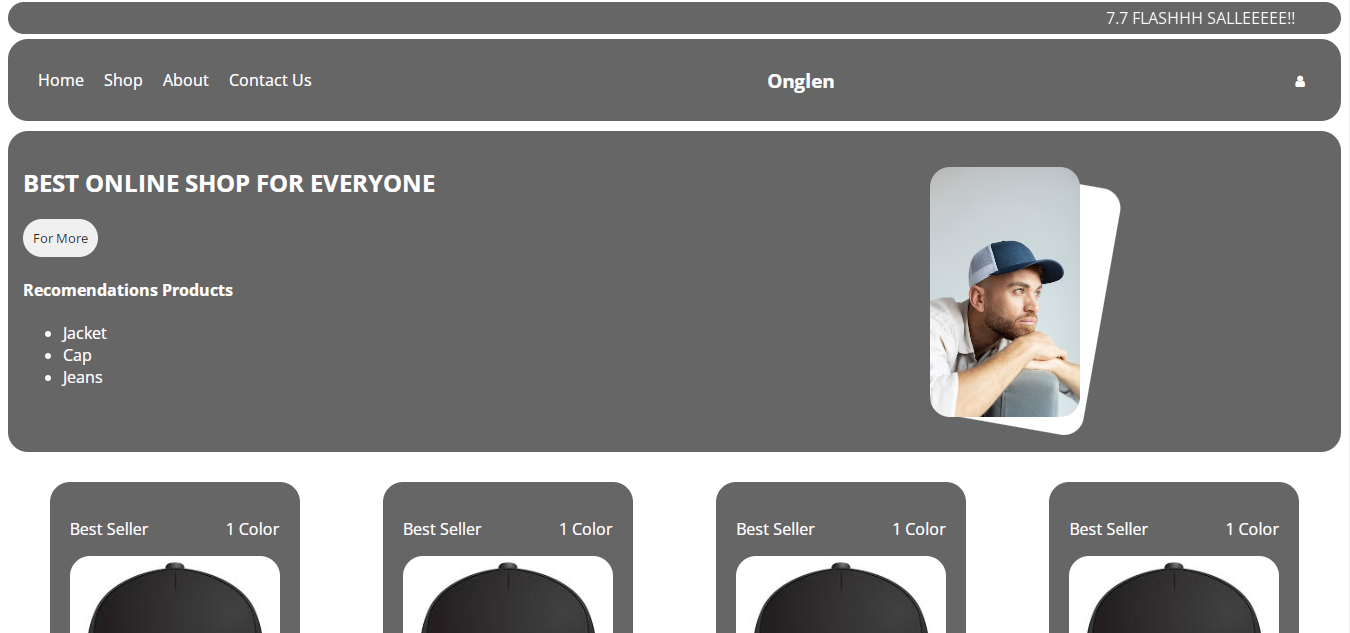 7.7 FLASHHH SALLEEEEE!!
Home Shop About Contact Us Onglen
BEST ONLINE SHOP FOR EVERYONE
For More
Recomendations Products
Jacket
Cap
Jeans
Best Seller 1 Color Best Seller 1 Color Best Seller 1 Color Best Seller 1 Color